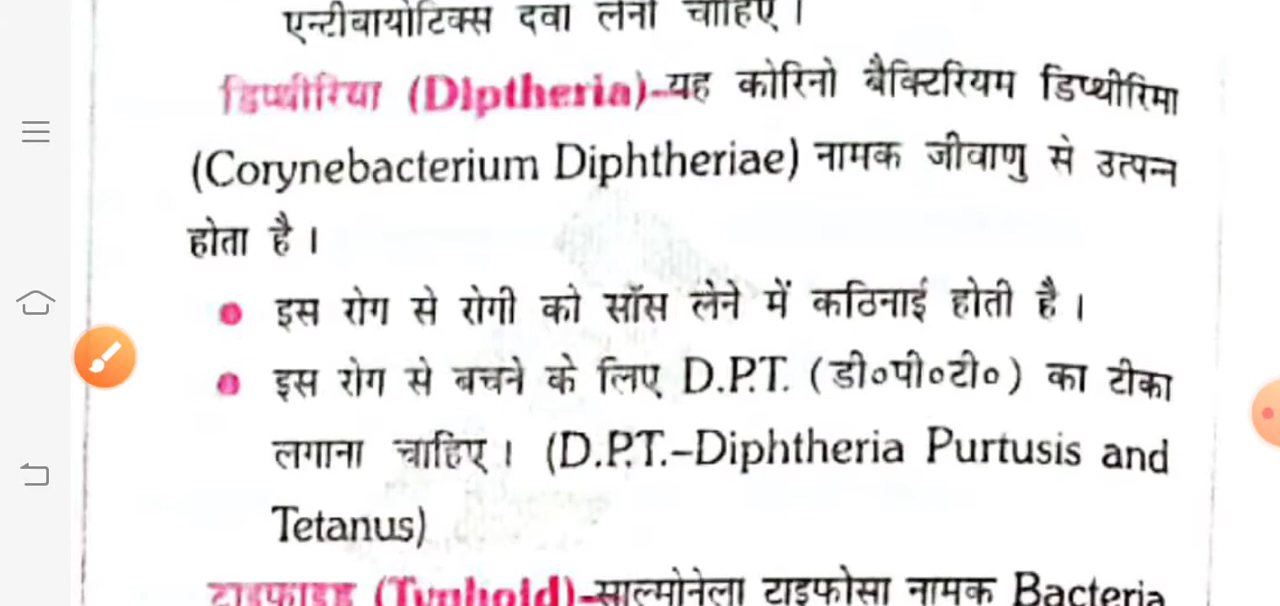 एन्टीबायोटिक्स दवा लेनी चाहिए।
डिप्थीरिया (Diptheria)-यह कोरिनो बैक्टिरियम डिप्थीरिमा
(Corynebacterium Diphtheriae) नामक जीवाणु से उत्पन्न
होता है।
● इस रोग से रोगी को साँस लेने में कठिनाई होती है।
● इस रोग से बचने के लिए D.P.T. (डी०पी०टी०) का टीका
लगाना चाहिए। (D.P.T.-Diphtheria Purtusis and
Tetanus)
टाइफाइड (Typhoid)-साल्मोनेला टाइफोसा नामक Bacteria